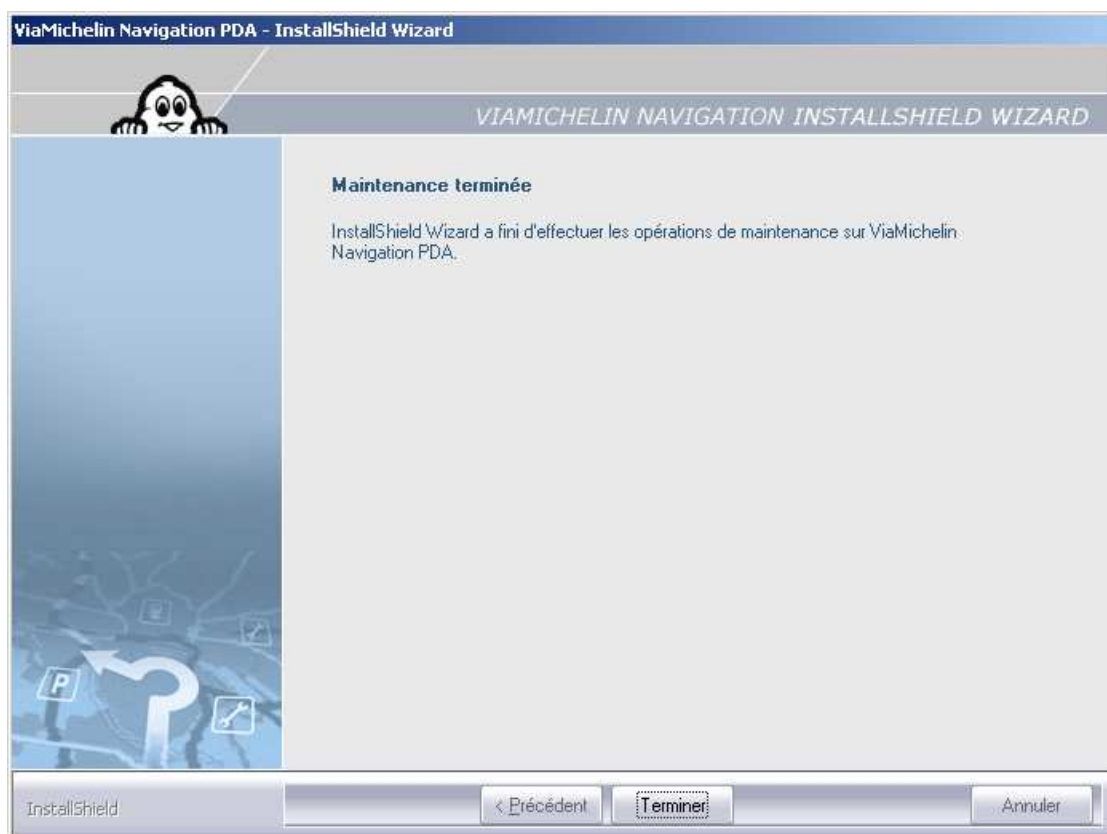 ViaMichelin Navigation PDA - InstallShield Wizard
VIAMICHELIN NAVIGATION INSTALLSHIELD WIZARD
Maintenance terminée
InstallShield Wizard a fini d'effectuer les opérations de maintenance sur ViaMichelin
Navigation PDA.
P
InstallShield
< Précédent
Terminer
Annuler